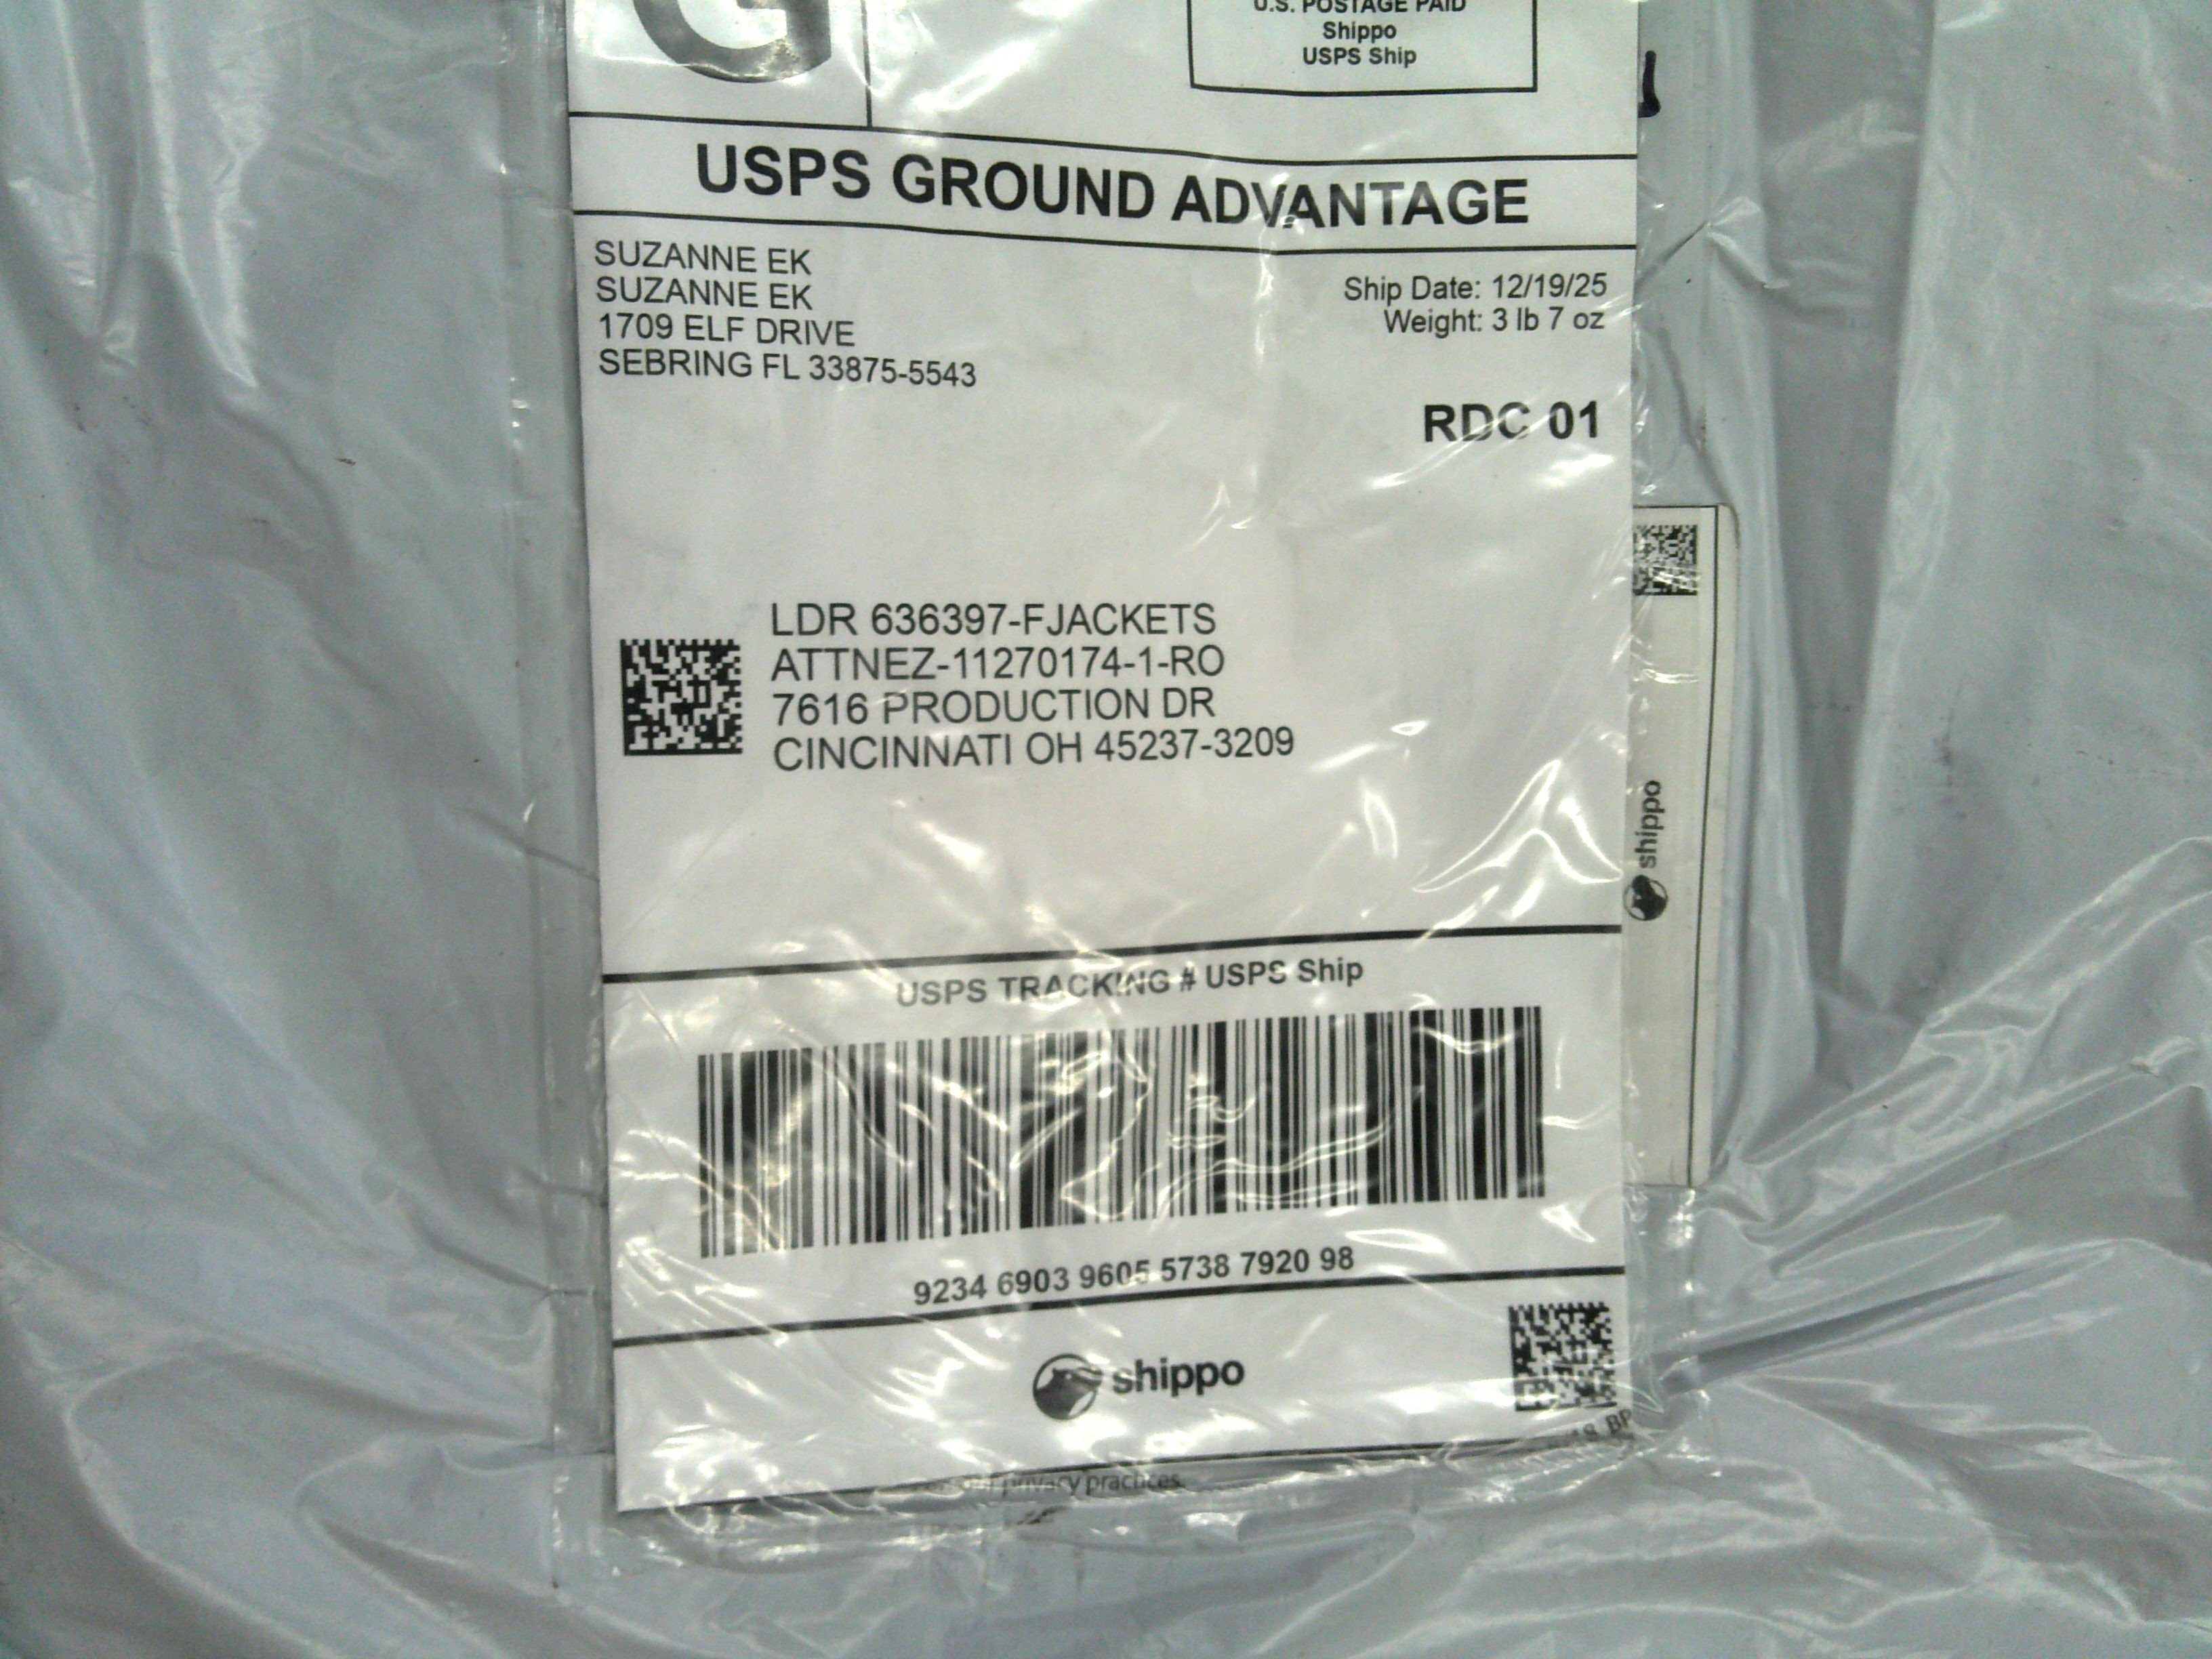 G
U.S. POSTAGE PAID
Shippo
USPS Ship
USPS GROUND ADVANTAGE
SUZANNE EK
SUZANNE EK
1709 ELF DRIVE
SEBRING FL 33875-5543
Ship Date: 12/19/25
Weight: 3 lb 7 oz
RDC 01
LDR 636397-FJACKETS
ATTNEZ-11270174-1-RO
7616 PRODUCTION DR
CINCINNATI OH 45237-3209
shippo
USPS TRACKING # USPS Ship
9234 6903 9605 5738 7920 98
shippo
privacy practices.